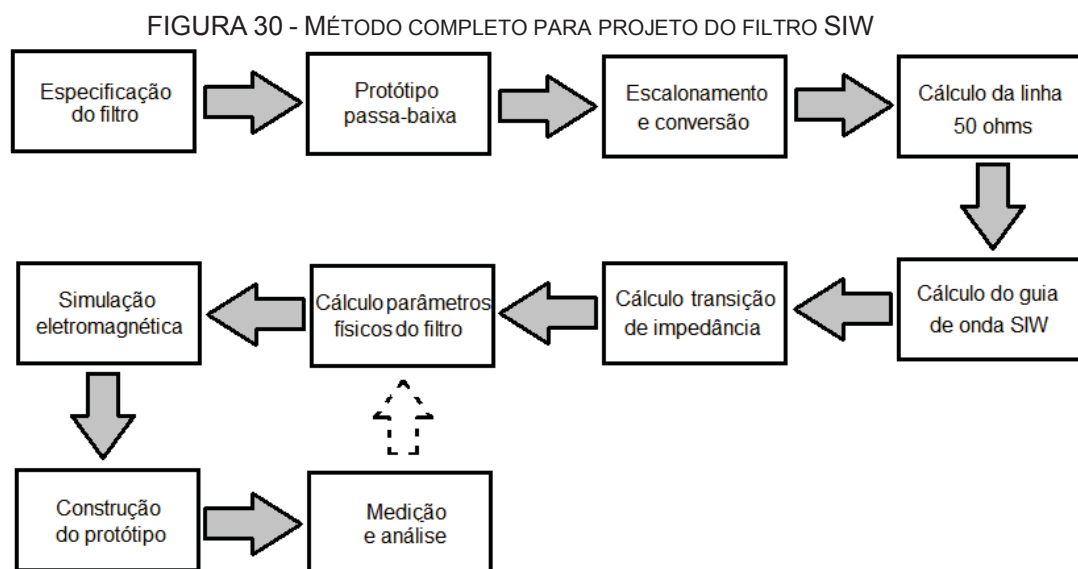 FIGURA 30 - MÉTODO COMPLETO PARA PROJETO DO FILTRO SIW
Especificação
do filtro
Protótipo
passa-baixa
Escalonamento
e conversão
Cálculo da linha
50 ohms
Cálculo do guia
de onda SIW
Cálculo transição
de impedância
Cálculo parâmetros
físicos do filtro
Simulação
eletromagnética
Construção
do protótipo
Medição
e análise